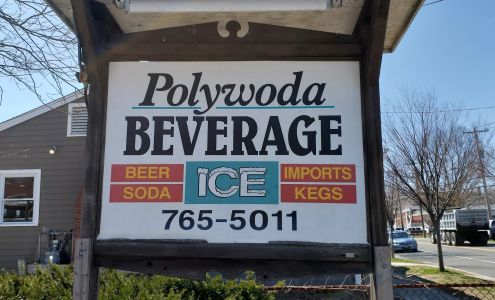 Polywoda
BEVERAGE
BEER ICE IMPORTS
SODA KEGS
765-5011